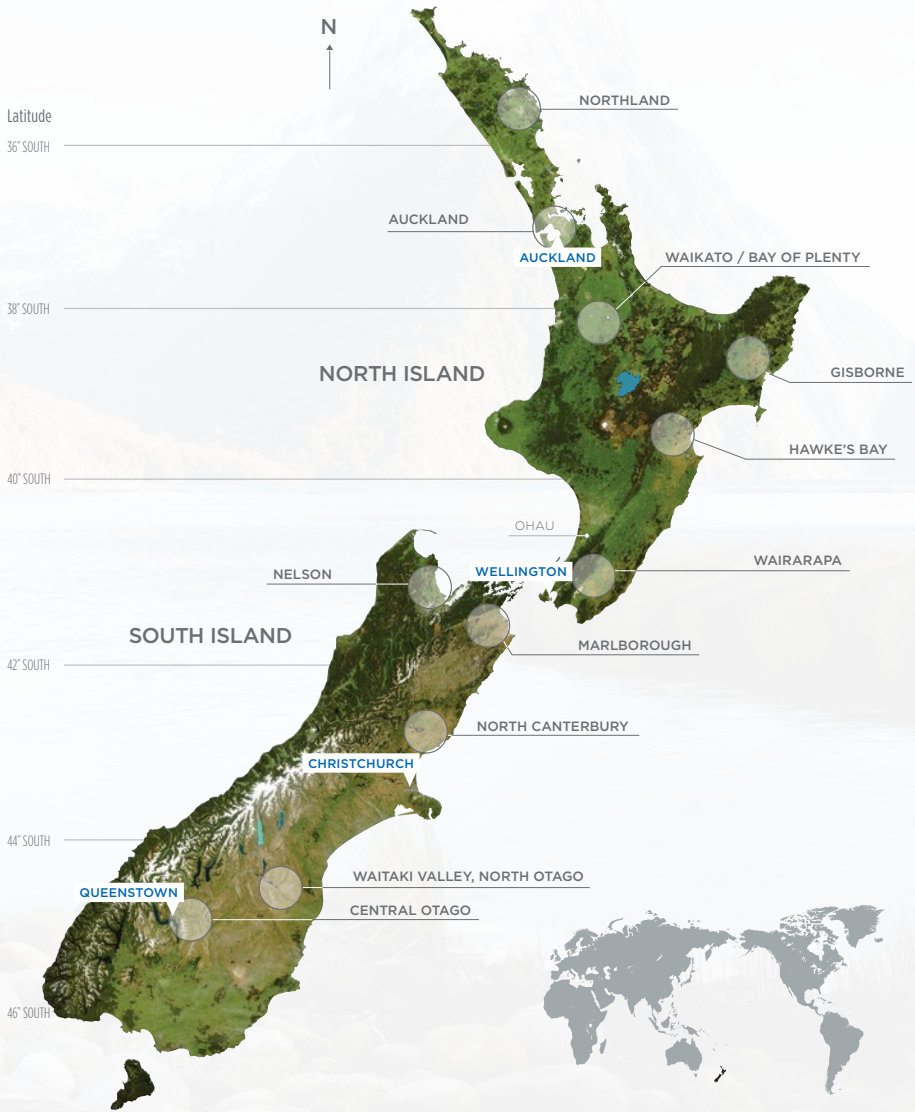 N
NORTHLAND
Latitude
36° SOUTH
AUCKLAND
AUCKLAND
WAIKATO / BAY OF PLENTY
38° SOUTH
NORTH ISLAND
GISBORNE
HAWKE'S BAY
40° SOUTH
OHAU
WAIRARAPA
WELLINGTON
NELSON
SOUTH ISLAND
MARLBOROUGH
42° SOUTH
NORTH CANTERBURY
CHRISTCHURCH
44° SOUTH
WAITAKI VALLEY, NORTH OTAGO
QUEENSTOWN
CENTRAL OTAGO
46° SOUTH